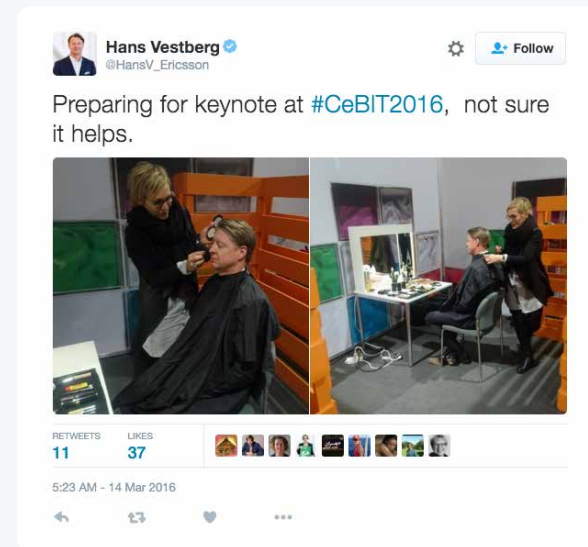 Hans Vestberg
@HansV_Ericsson
Follow
Preparing for keynote at #CeBIT2016, not sure
it helps.
RETWEETS LIKES
11 37
5:23 AM - 14 Mar 2016